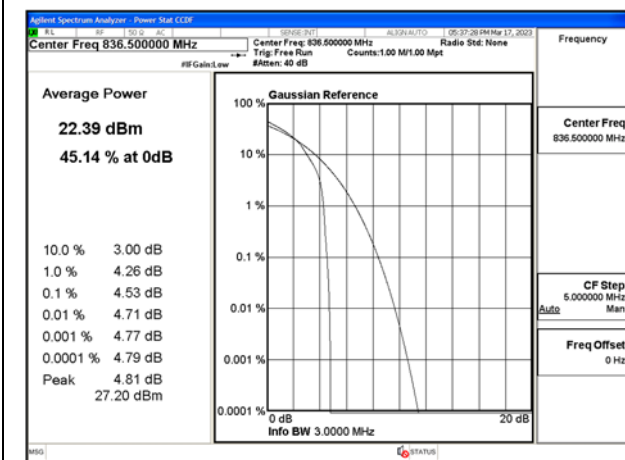 Agilent Spectrum Analyzer - Power Stat CCDF
RL RF 50 Ω AC SENSE:INT ALIGN AUTO 05:37:28 PM Mar 17, 2023
Center Freq 836.500000 MHz
Center Freq: 836.500000 MHz Radio Std: None
Trig: Free Run Counts:1.00 M/1.00 Mpt
#IFGain:Low #Atten: 40 dB
Frequency
Average Power
22.39 dBm
45.14 % at 0dB
10.0 % 3.00 dB
1.0 % 4.26 dB
0.1 % 4.53 dB
0.01 % 4.71 dB
0.001 % 4.77 dB
0.0001 % 4.79 dB
Peak 4.81 dB
27.20 dBm
Gaussian Reference
100 %
10 %
1 %
0.1 %
0.01 %
0.001 %
0.0001 %
0 dB 20 dB
Info BW 3.0000 MHz
Center Freq
836.500000 MHz
CF Step
5.000000 MHz
Auto Man
Freq Offset
0 Hz
MSG STATUS